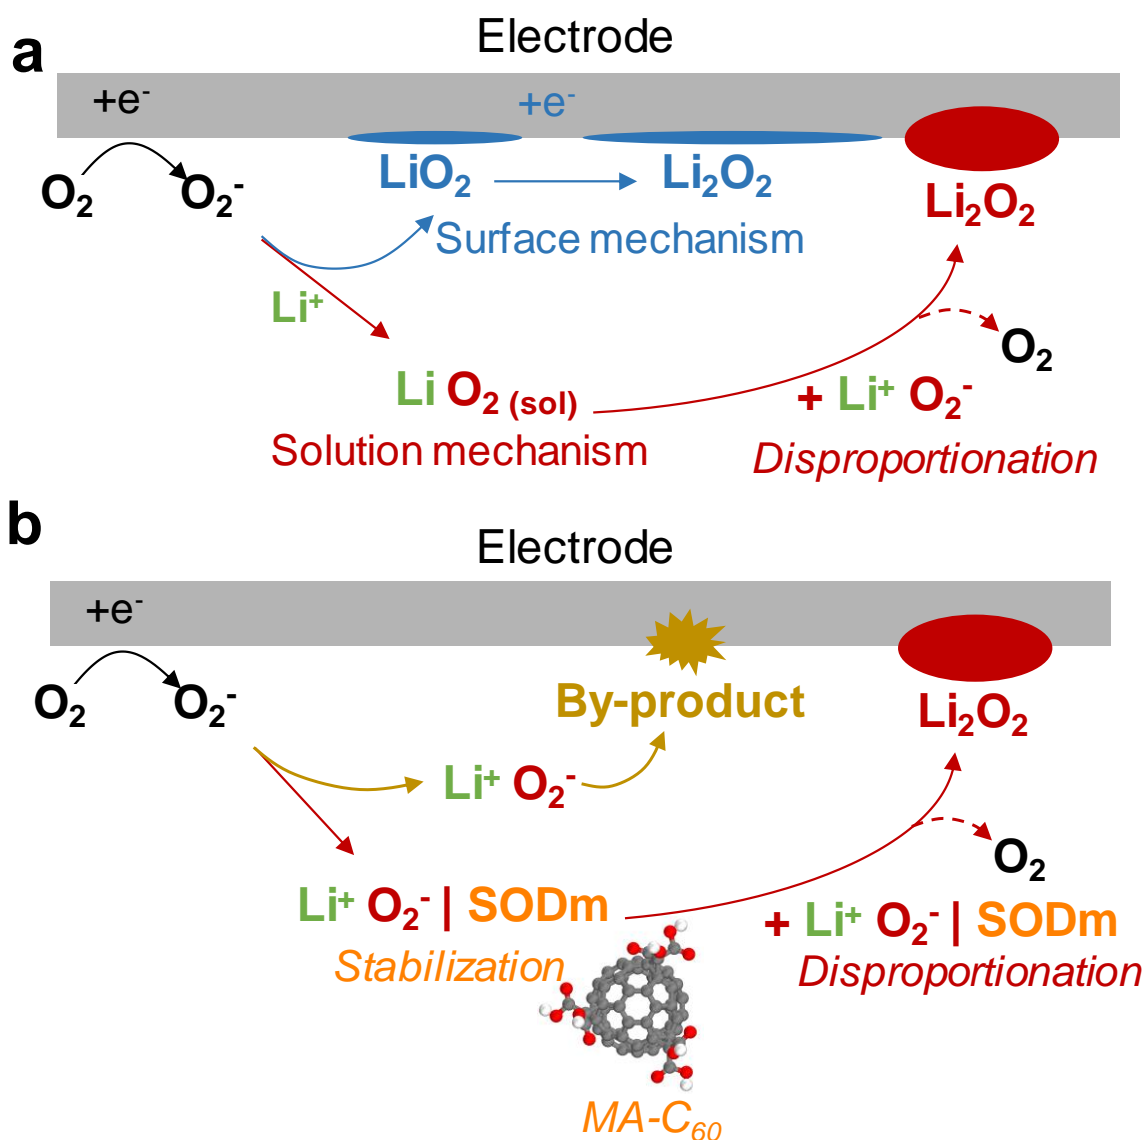 a
Electrode
+e⁻
+e⁻
O₂
O₂⁻
LiO₂
Li₂O₂
Li₂O₂
Surface mechanism
Li⁺
O₂
Li O₂ (sol)
+ Li⁺ O₂⁻
Solution mechanism
Disproportionation
b
Electrode
+e⁻
O₂
O₂⁻
By-product
Li₂O₂
Li⁺ O₂⁻
O₂
Li⁺ O₂⁻ | SODm
+ Li⁺ O₂⁻ | SODm
Stabilization
Disproportionation
MA-C₆₀